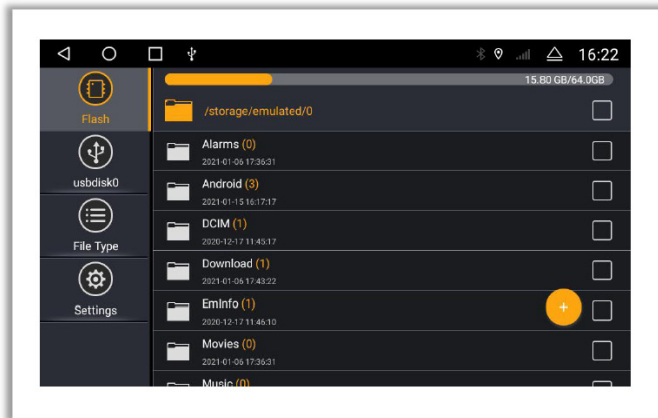 16:22
Flash
usbdisk0
File Type
Settings
15.80 GB/64.0GB
/storage/emulated/0
Alarms (0)
2021-01-06 17:36:31
Android (3)
2021-01-15 16:17:17
DCIM (1)
2020-12-17 11:45:17
Download (1)
2021-01-06 17:43:22
EmInfo (1)
2020-12-17 11:46:10
Movies (0)
2021-01-06 17:36:31
Music (0)